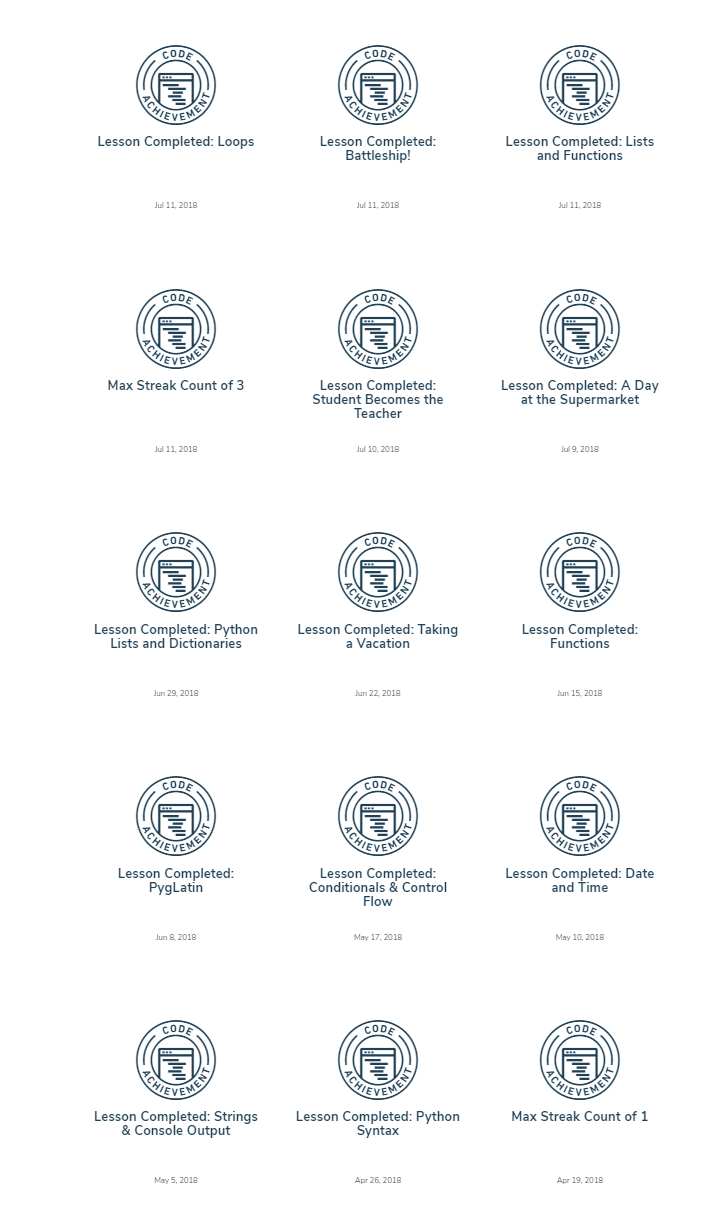 CODE ACHIEVEMENT
CODE ACHIEVEMENT
CODE ACHIEVEMENT
Lesson Completed: Loops
Lesson Completed:
Battleship!
Lesson Completed: Lists
and Functions
Jul 11, 2018
Jul 11, 2018
Jul 11, 2018
CODE ACHIEVEMENT
CODE ACHIEVEMENT
CODE ACHIEVEMENT
Max Streak Count of 3
Lesson Completed:
Student Becomes the
Teacher
Lesson Completed: A Day
at the Supermarket
Jul 11, 2018
Jul 10, 2018
Jul 9, 2018
CODE ACHIEVEMENT
CODE ACHIEVEMENT
CODE ACHIEVEMENT
Lesson Completed: Python
Lists and Dictionaries
Lesson Completed: Taking
a Vacation
Lesson Completed:
Functions
Jun 29, 2018
Jun 22, 2018
Jun 15, 2018
CODE ACHIEVEMENT
CODE ACHIEVEMENT
CODE ACHIEVEMENT
Lesson Completed:
PygLatin
Lesson Completed:
Conditionals & Control
Flow
Lesson Completed: Date
and Time
Jun 8, 2018
May 17, 2018
May 10, 2018
CODE ACHIEVEMENT
CODE ACHIEVEMENT
CODE ACHIEVEMENT
Lesson Completed: Strings
& Console Output
Lesson Completed: Python
Syntax
Max Streak Count of 1
May 5, 2018
Apr 26, 2018
Apr 19, 2018